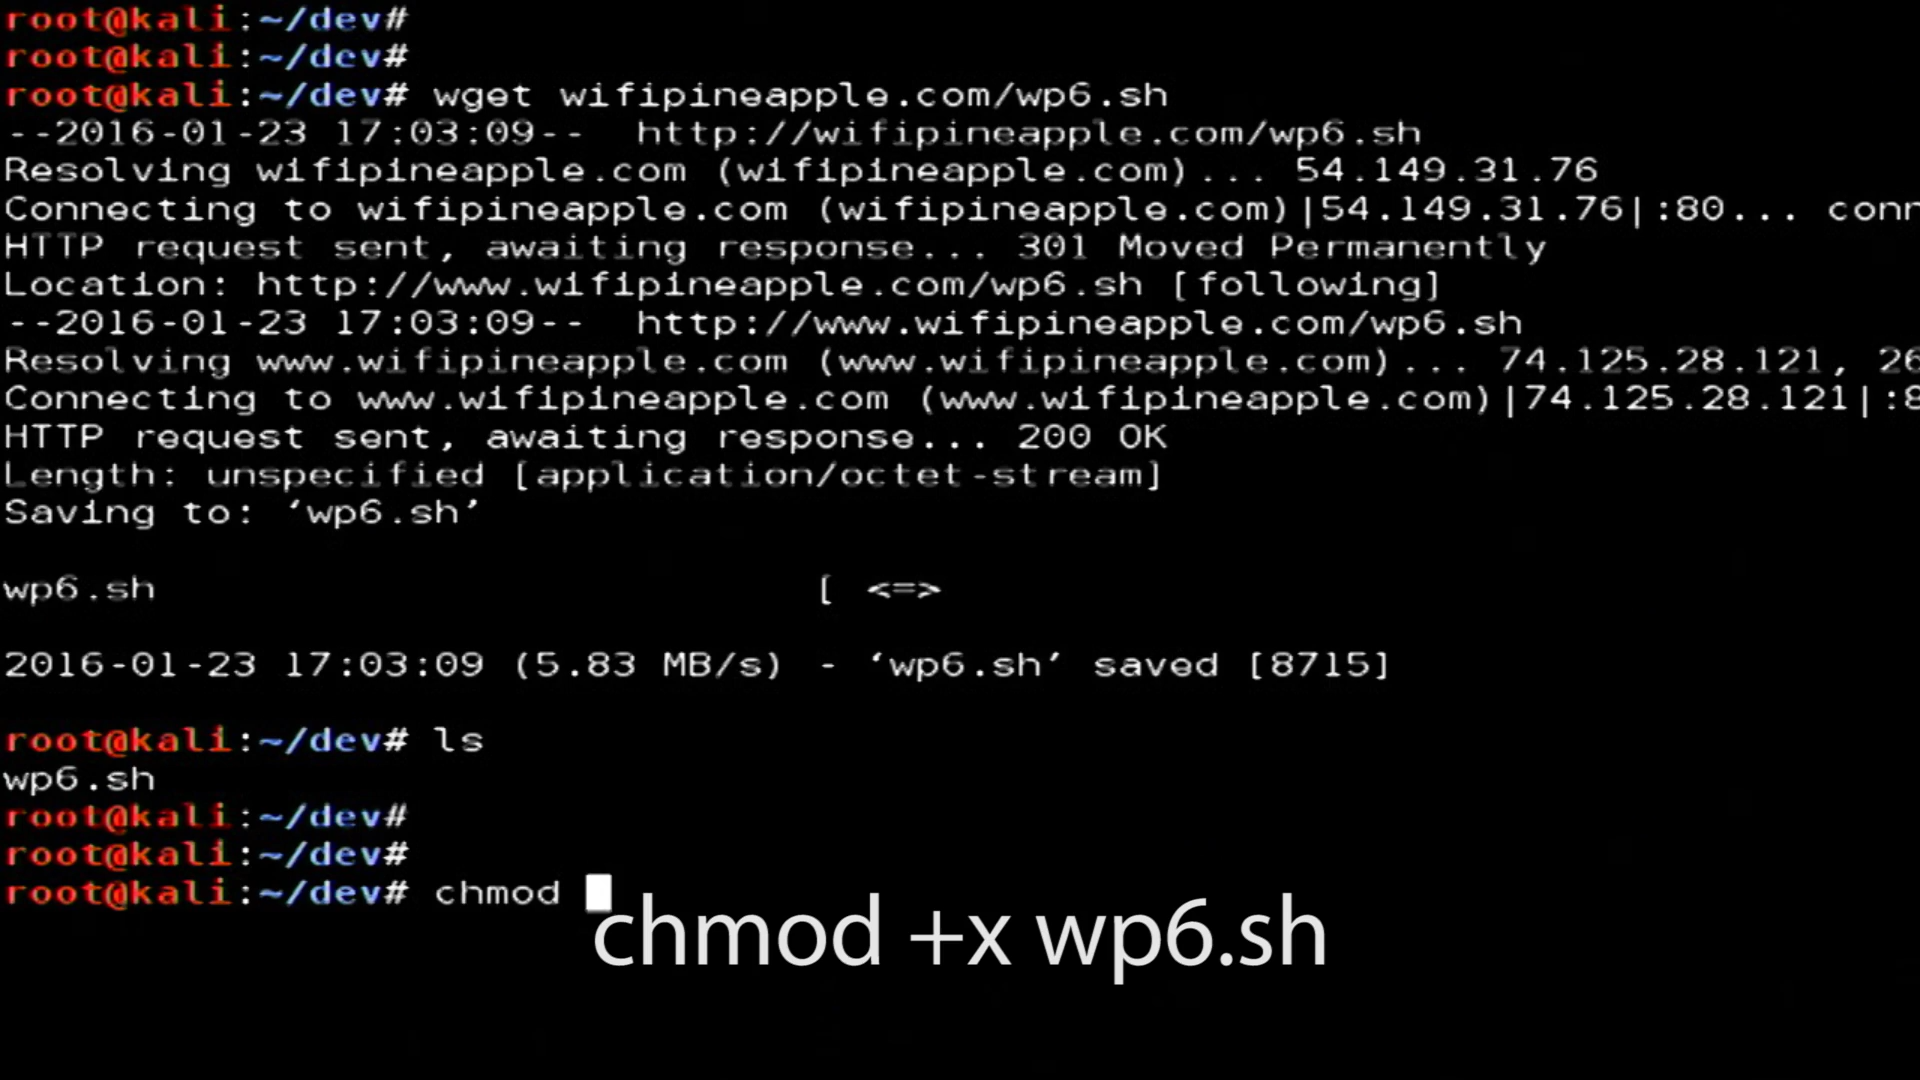 root@kali:~/dev#
root@kali:~/dev#
root@kali:~/dev# wget wifipineapple.com/wp6.sh
--2016-01-23 17:03:09--  http://wifipineapple.com/wp6.sh
Resolving wifipineapple.com (wifipineapple.com)... 54.149.31.76
Connecting to wifipineapple.com (wifipineapple.com)|54.149.31.76|:80... conn
HTTP request sent, awaiting response... 301 Moved Permanently
Location: http://www.wifipineapple.com/wp6.sh [following]
--2016-01-23 17:03:09--  http://www.wifipineapple.com/wp6.sh
Resolving www.wifipineapple.com (www.wifipineapple.com)... 74.125.28.121, 26
Connecting to www.wifipineapple.com (www.wifipineapple.com)|74.125.28.121|:8
HTTP request sent, awaiting response... 200 OK
Length: unspecified [application/octet-stream]
Saving to: ‘wp6.sh’
wp6.sh [ <=>
2016-01-23 17:03:09 (5.83 MB/s) - ‘wp6.sh’ saved [8715]
root@kali:~/dev# ls
wp6.sh
root@kali:~/dev#
root@kali:~/dev#
root@kali:~/dev# chmod
chmod +x wp6.sh